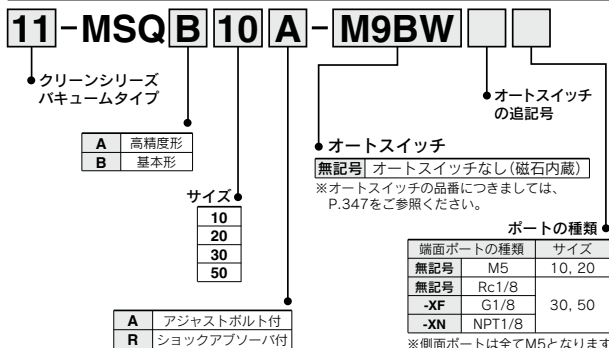 11-MSQ B 10 A - M9BW
クリーンシリーズ
バキュームタイプ
オートスイッチ
の追記号
A 高精度形
B 基本形
オートスイッチ
無記号 オートスイッチなし(磁石内蔵)
※オートスイッチの品番につきましては、
P.347をご参照ください。
サイズ
10
20
30
50
ポートの種類
端面ポートの種類 サイズ
無記号 M5 10, 20
無記号 Rc1/8
-XF G1/8 30, 50
-XN NPT1/8
※側面ポートは全てM5となります
A アジャストボルト付
R ショックアブソーバ付